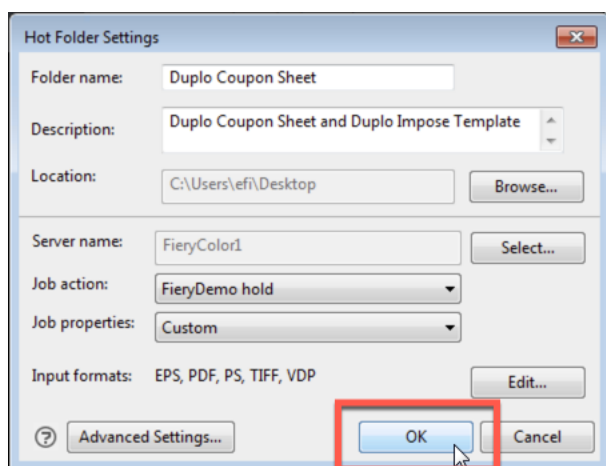 Hot Folder Settings
Folder name: Duplo Coupon Sheet
Description: Duplo Coupon Sheet and Duplo Impose Template
Location: C:\Users\efi\Desktop Browse...
Server name: FieryColor1 Select...
Job action: FieryDemo hold
Job properties: Custom
Input formats: EPS, PDF, PS, TIFF, VDP Edit...
? Advanced Settings... OK Cancel